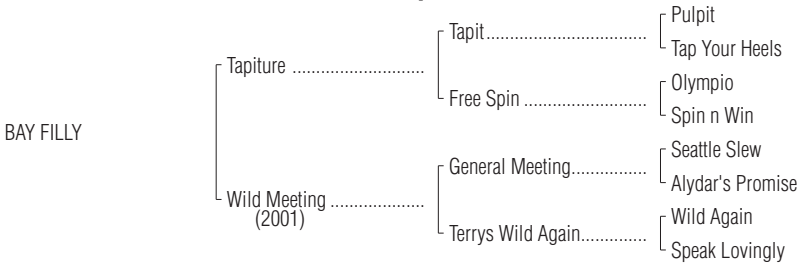 Pulpit
Tapit..................................
Tap Your Heels
Tapiture ............................
Olympio
Free Spin ..........................
Spin n Win
BAY FILLY
Seattle Slew
General Meeting................
Alydar's Promise
Wild Meeting ....................
(2001)
Wild Again
Terrys Wild Again..............
Speak Lovingly